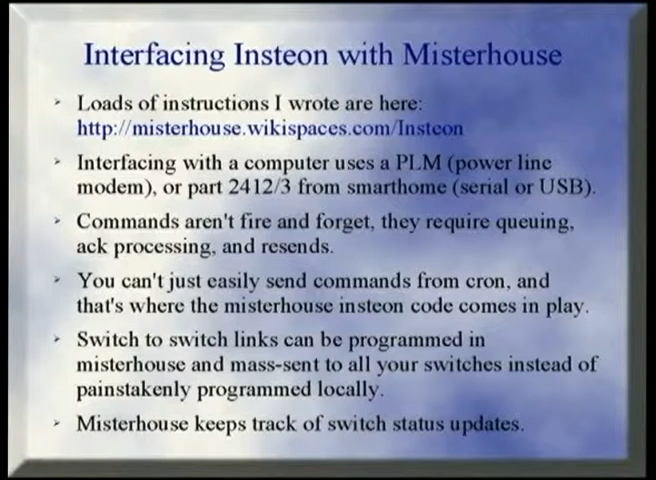 Interfacing Insteon with Misterhouse
Loads of instructions I wrote are here:
http://misterhouse.wikispaces.com/Insteon
Interfacing with a computer uses a PLM (power line
modem), or part 2412/3 from smarthome (serial or USB).
Commands aren't fire and forget, they require queuing,
ack processing, and resends.
You can't just easily send commands from cron, and
that's where the misterhouse insteon code comes in play.
Switch to switch links can be programmed in
misterhouse and mass-sent to all your switches instead of
painstakenly programmed locally.
Misterhouse keeps track of switch status updates.